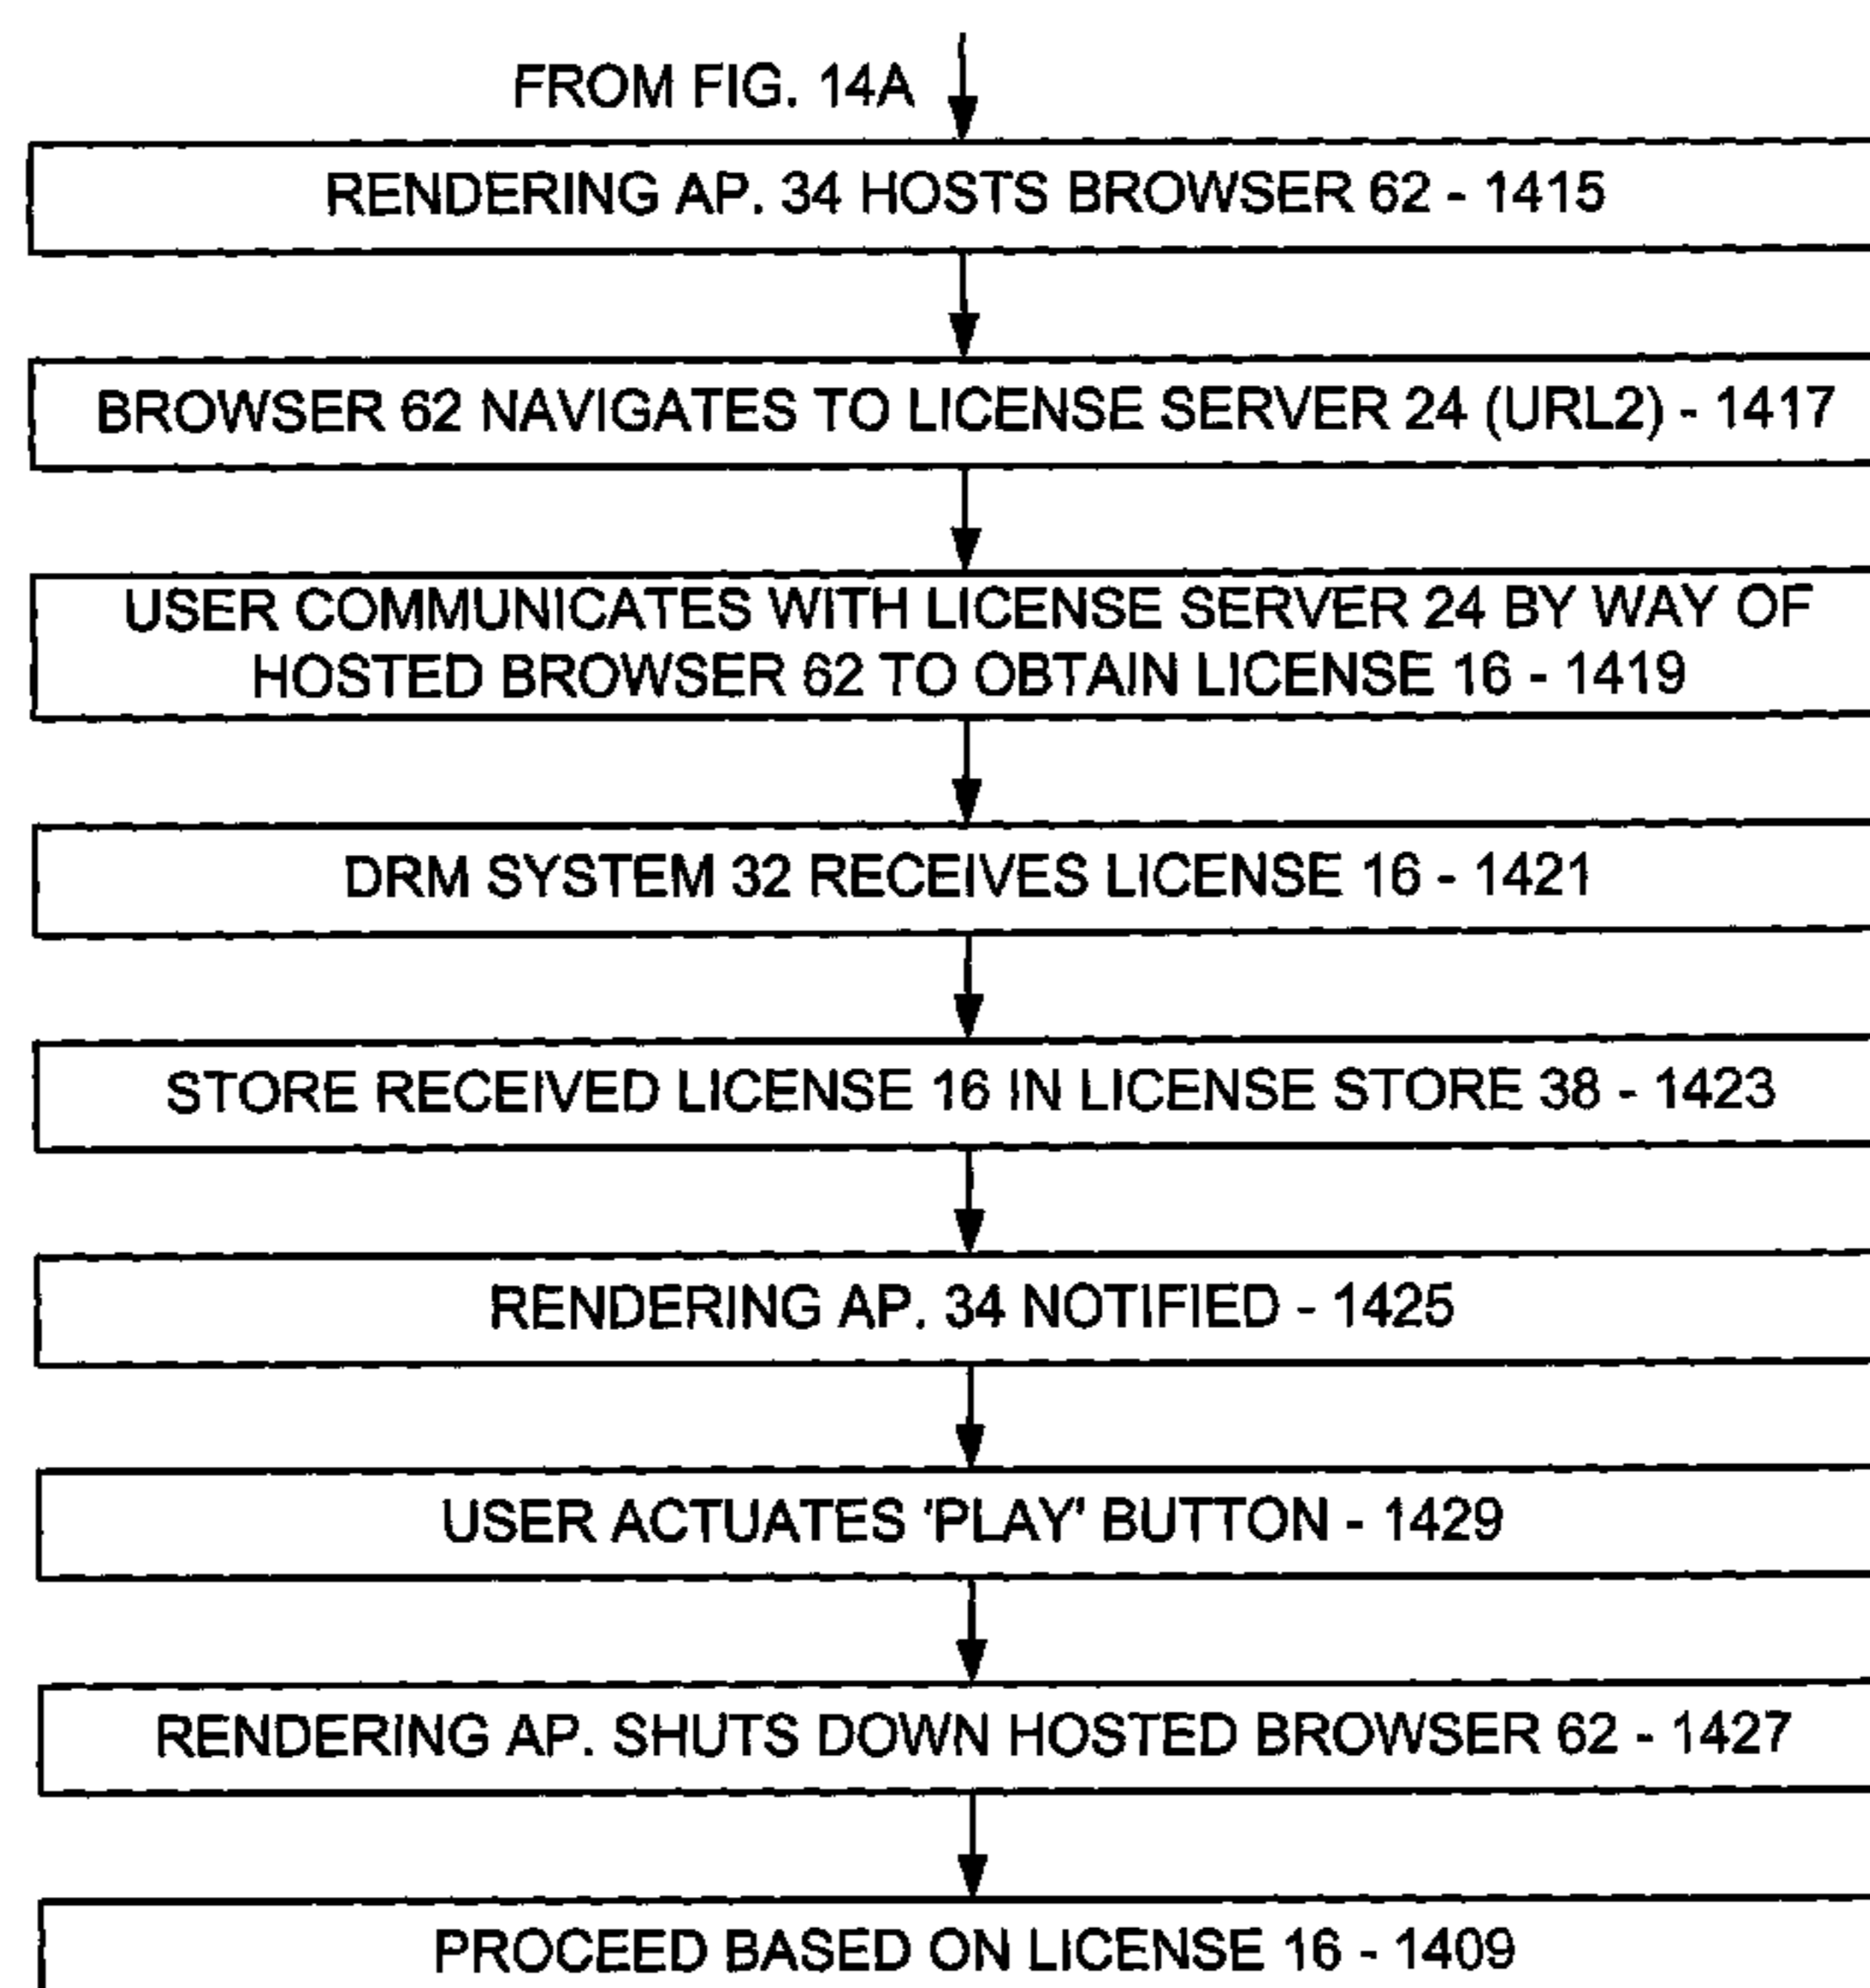 FROM FIG. 14A
RENDERING AP. 34 HOSTS BROWSER 62 - 1415
BROWSER 62 NAVIGATES TO LICENSE SERVER 24 (URL2) - 1417
USER COMMUNICATES WITH LICENSE SERVER 24 BY WAY OF
HOSTED BROWSER 62 TO OBTAIN LICENSE 16 - 1419
DRM SYSTEM 32 RECEIVES LICENSE 16 - 1421
STORE RECEIVED LICENSE 16 IN LICENSE STORE 38 - 1423
RENDERING AP. 34 NOTIFIED - 1425
USER ACTUATES 'PLAY' BUTTON - 1429
RENDERING AP. SHUTS DOWN HOSTED BROWSER 62 - 1427
PROCEED BASED ON LICENSE 16 - 1409